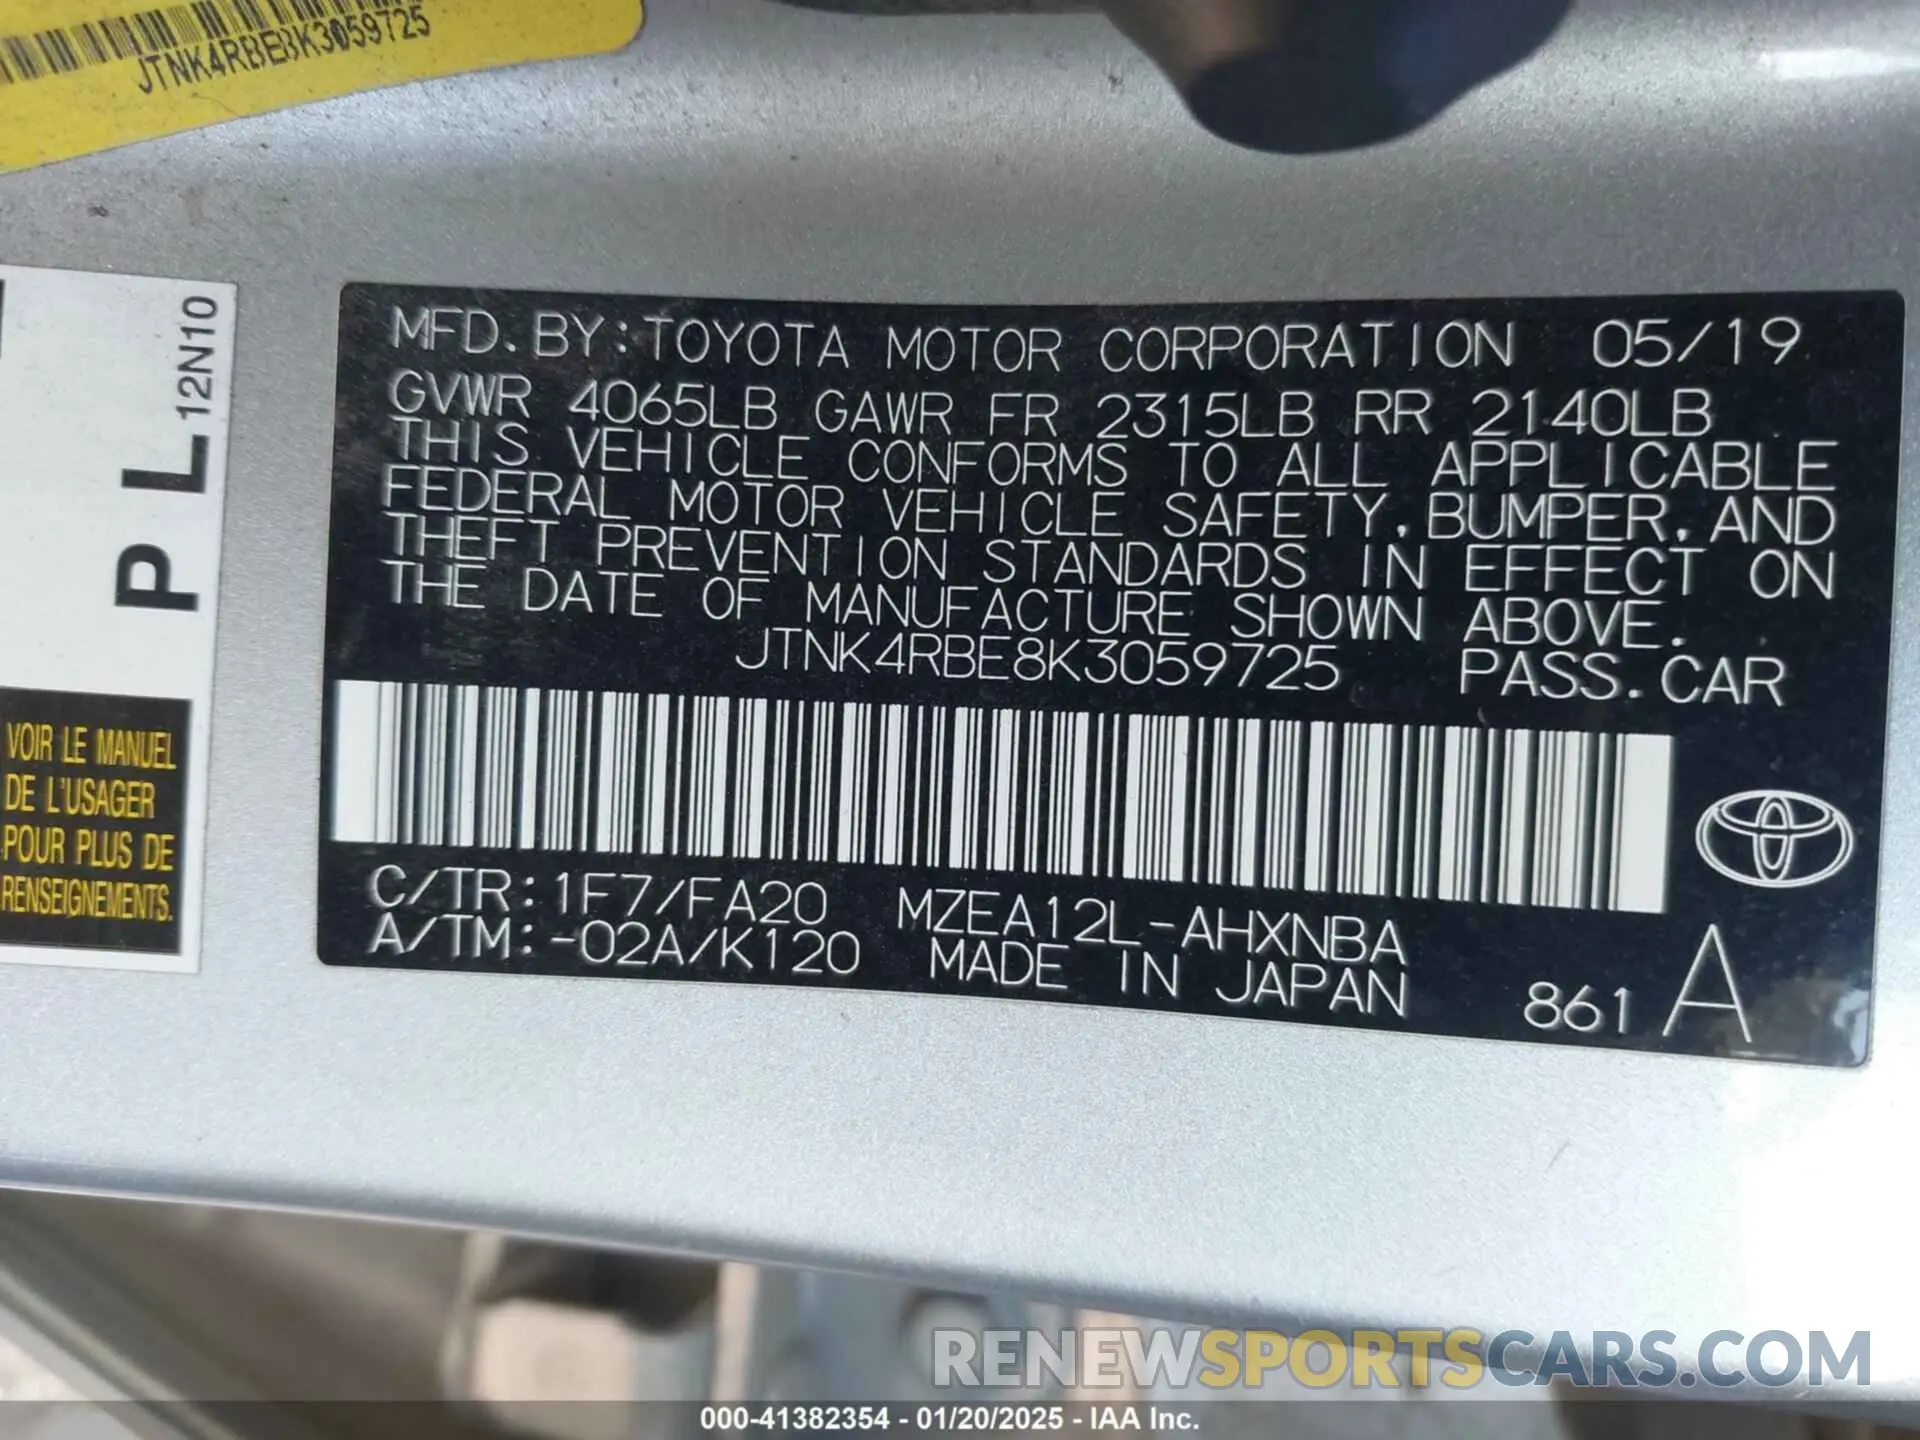 JTNK4RBE8K3059725
PL12N10
VOIR LE MANUEL
DE L'USAGER
POUR PLUS DE
RENSEIGNEMENTS.
MFD. BY: TOYOTA MOTOR CORPORATION 05/19
GVWR 4065LB GAWR FR 2315LB RR 2140LB
THIS VEHICLE CONFORMS TO ALL APPLICABLE
FEDERAL MOTOR VEHICLE SAFETY, BUMPER, AND
THEFT PREVENTION STANDARDS IN EFFECT ON
THE DATE OF MANUFACTURE SHOWN ABOVE.
JTNK4RBE8K3059725 PASS. CAR
C/TR: 1F7/FA20 MZEA12L-AHXNBA
A/TM: -02A/K120 MADE IN JAPAN 861 A
RENEWSPORTSCARS.COM
000-41382354 - 01/20/2025 - IAA Inc.